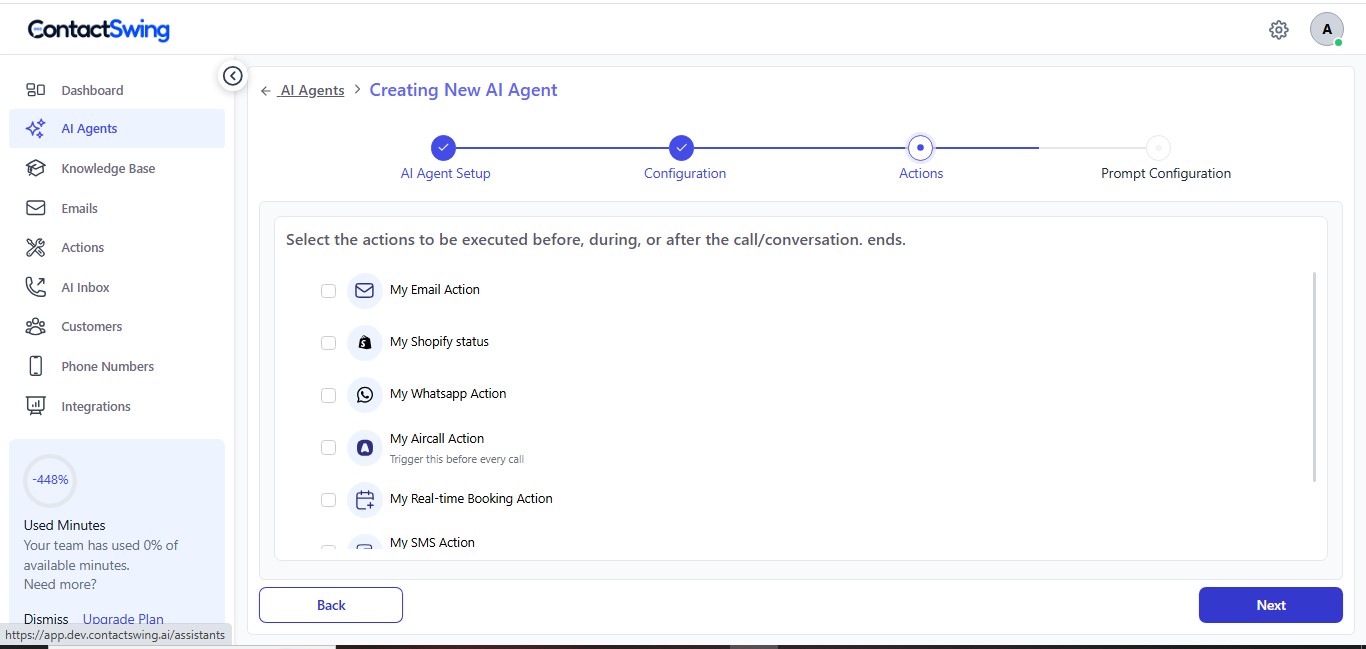 ContactSwing
A
Dashboard
AI Agents
Knowledge Base
Emails
Actions
AI Inbox
Customers
Phone Numbers
Integrations
-448%
Used Minutes
Your team has used 0% of
available minutes.
Need more?
Dismiss Upgrade Plan
https://app.dev.contactswing.ai/assistants
← AI Agents > Creating New AI Agent
AI Agent Setup
Configuration
Actions
Prompt Configuration
Select the actions to be executed before, during, or after the call/conversation. ends.
My Email Action
My Shopify status
My Whatsapp Action
My Aircall Action
Trigger this before every call
My Real-time Booking Action
My SMS Action
Back
Next